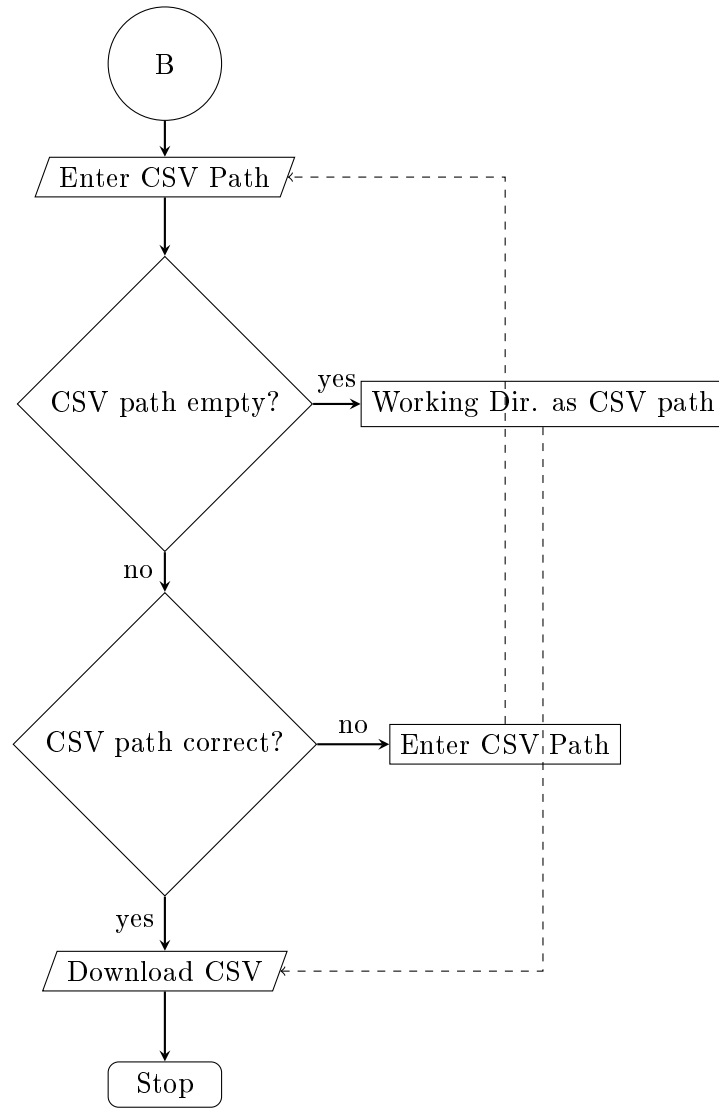 B
Enter CSV Path
CSV path empty?
yes
Working Dir. as CSV path
no
CSV path correct?
no
Enter CSV Path
yes
Download CSV
Stop